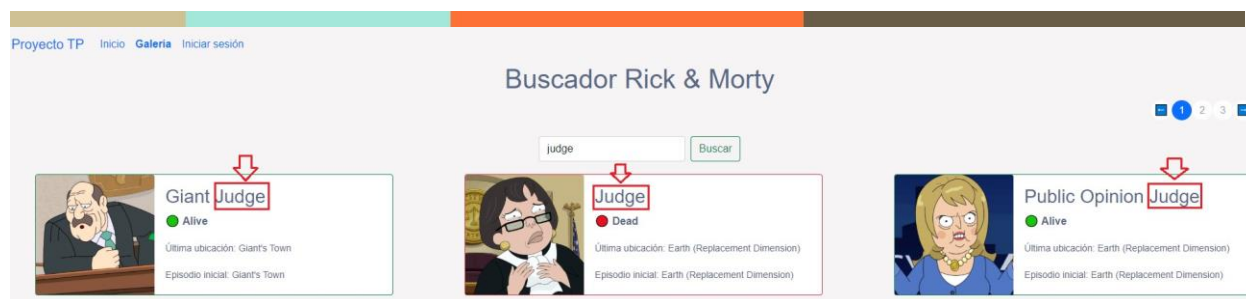 Proyecto TP Inicio Galeria Iniciar sesión
Buscador Rick & Morty
1 2 3
judge Buscar
Giant Judge
Alive
Última ubicación: Giant's Town
Episodio inicial: Giant's Town
Judge
Dead
Última ubicación: Earth (Replacement Dimension)
Episodio inicial: Earth (Replacement Dimension)
Public Opinion Judge
Alive
Última ubicación: Earth (Replacement Dimension)
Episodio inicial: Earth (Replacement Dimension)